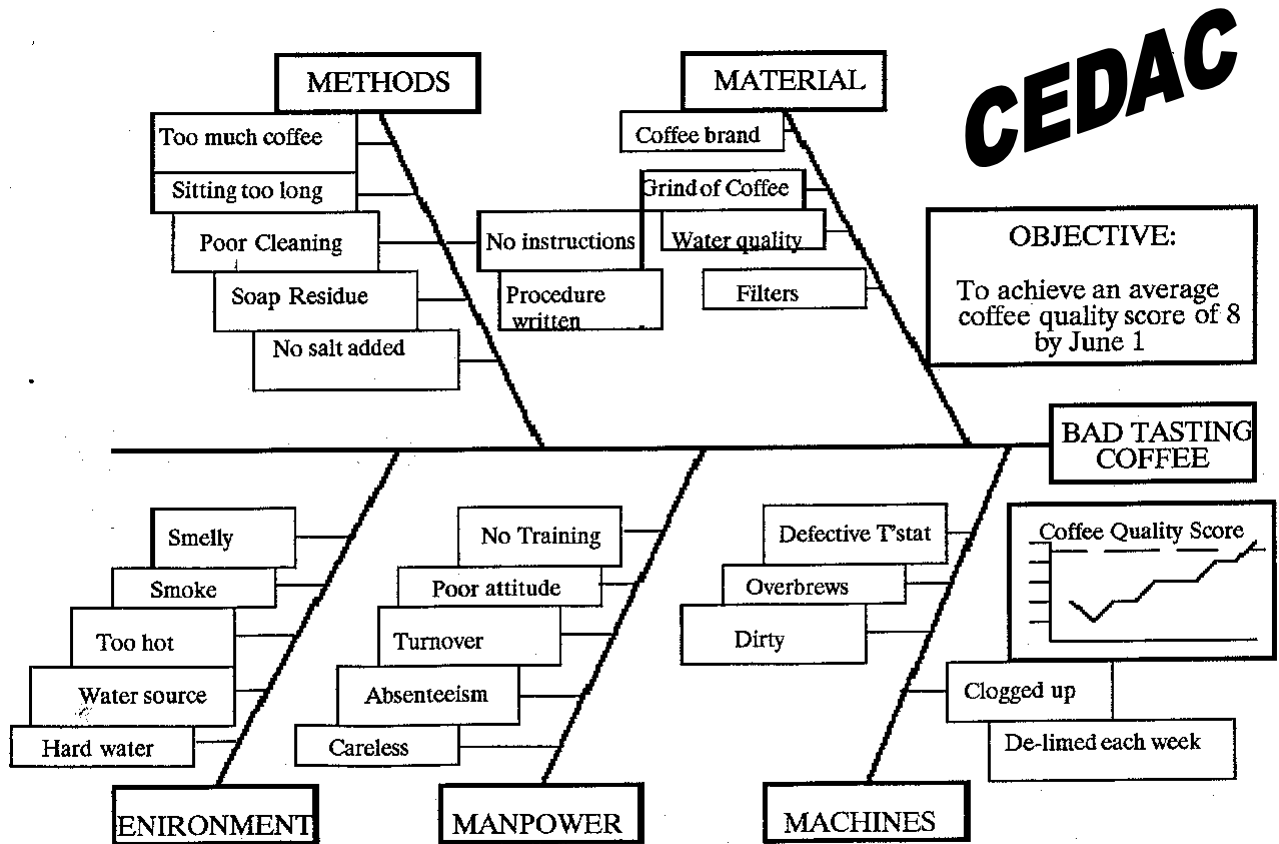 CEDAC
METHODS
Too much coffee
Sitting too long
Poor Cleaning
Soap Residue
No salt added
No instructions
Procedure
written
MATERIAL
Coffee brand
Grind of Coffee
Water quality
Filters
OBJECTIVE:
To achieve an average
coffee quality score of 8
by June 1
BAD TASTING
COFFEE
Coffee Quality Score
Smelly
Smoke
Too hot
Water source
Hard water
ENIRONMENT
No Training
Poor attitude
Turnover
Absenteeism
Careless
MANPOWER
Defective T'stat
Overbrews
Dirty
Clogged up
De-limed each week
MACHINES